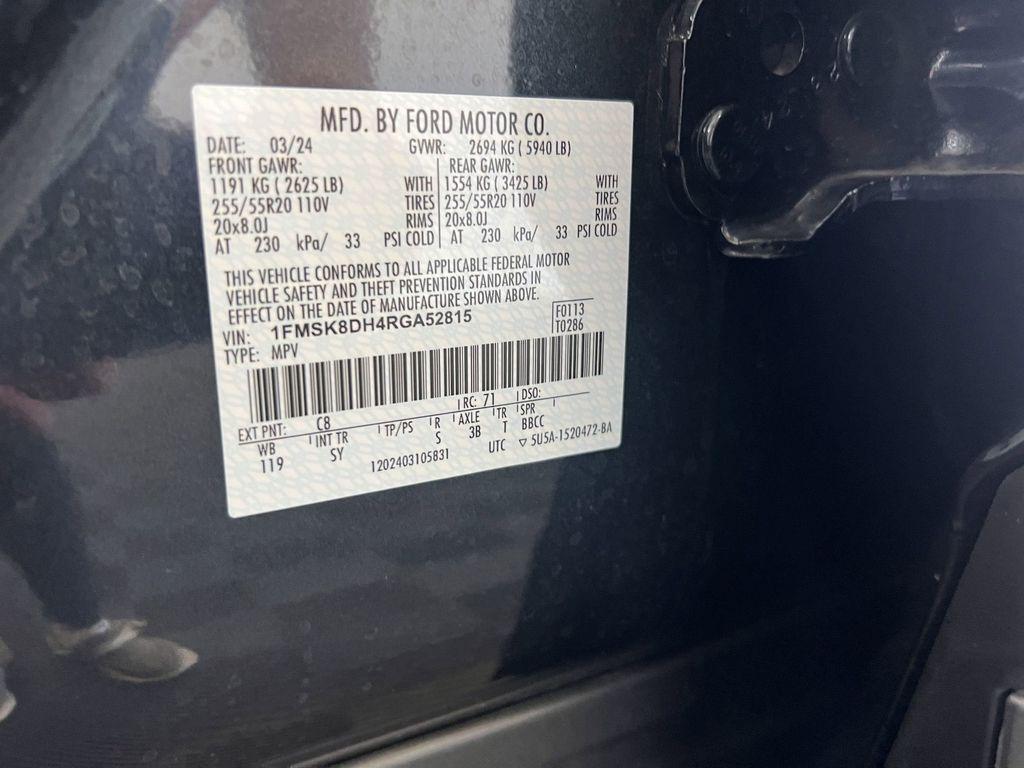 MFD. BY FORD MOTOR CO.
DATE: 03/24 GVWR: 2694 KG ( 5940 LB)
FRONT GAWR: REAR GAWR:
1191 KG ( 2625 LB) WITH 1554 KG ( 3425 LB) WITH
255/55R20 110V TIRES 255/55R20 110V TIRES
20x8.0J RIMS 20x8.0J RIMS
AT 230 kPa/ 33 PSI COLD AT 230 kPa/ 33 PSI COLD
THIS VEHICLE CONFORMS TO ALL APPLICABLE FEDERAL MOTOR
VEHICLE SAFETY AND THEFT PREVENTION STANDARDS IN
EFFECT ON THE DATE OF MANUFACTURE SHOWN ABOVE.
VIN: 1FMSK8DH4RGA52815 F0113
TYPE: MPV T0286
EXT PNT: C8 RC: 71 DSO:
WB INT TR TP/PS R AXLE TR SPR
119 SY S 3B T BBCC
1202403105831 UTC ▽ 5U5A-1520472-BA